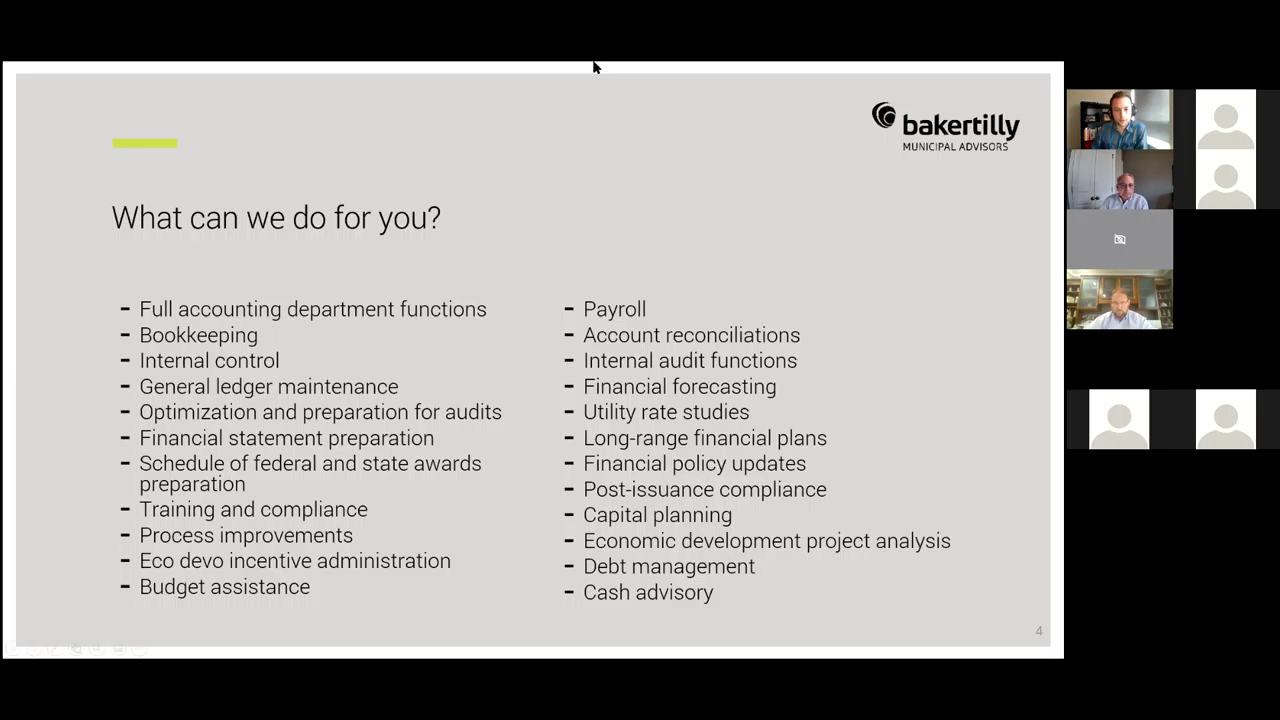 bakertilly
MUNICIPAL ADVISORS
What can we do for you?
- Full accounting department functions
- Bookkeeping
- Internal control
- General ledger maintenance
- Optimization and preparation for audits
- Financial statement preparation
- Schedule of federal and state awards
preparation
- Training and compliance
- Process improvements
- Eco devo incentive administration
- Budget assistance
- Payroll
- Account reconciliations
- Internal audit functions
- Financial forecasting
- Utility rate studies
- Long-range financial plans
- Financial policy updates
- Post-issuance compliance
- Capital planning
- Economic development project analysis
- Debt management
- Cash advisory
4